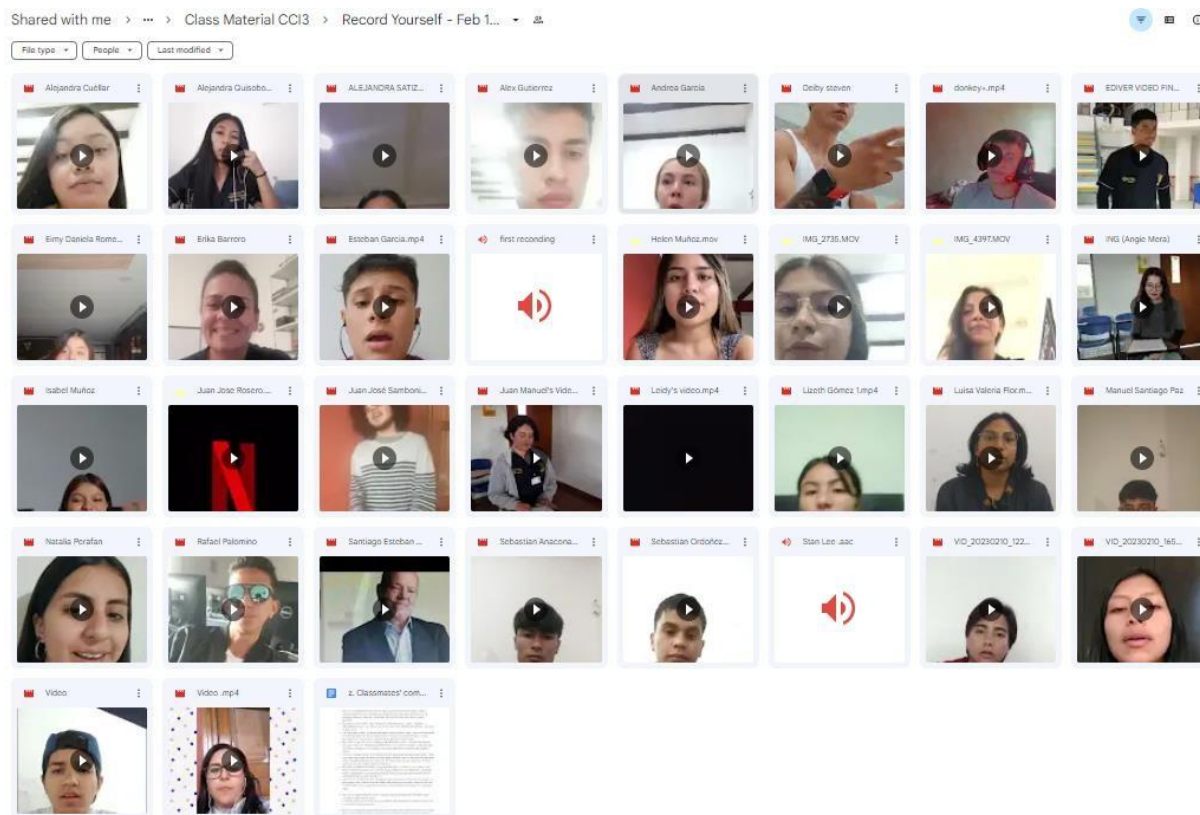 Shared with me > ... > Class Material CCI3 > Record Yourself - Feb 1...
File type People Last modified
Alejandra Cuéllar Alejandra Quisobo... ALEJANDRA SATIZ... Alex Gutierrez Andrea Garcia Deiby steven donkey+.mp4 EDIVER VIDEO FIN...
Eimy Daniela Rome... Erika Barrero Esteban Garcia.mp4 first recording Helen Muñoz.mov IMG_2735.MOV IMG_4397.MOV ING (Angie Mera)
Isabel Muñoz Juan Jose Rosero.... Juan José Samboni... Juan Manuel's Vide... Leidy's video.mp4 Lizeth Gómez 1.mp4 Luisa Valeria Flor.m... Manuel Santiago Paz
Natalia Perafan Rafael Palomino Santiago Esteban ... Sebastian Anacona... Sebastian Ordoñez... Stan Lee .aac VID_20230210_122... VID_20230210_165...
Video Video .mp4 z. Classmates' com...